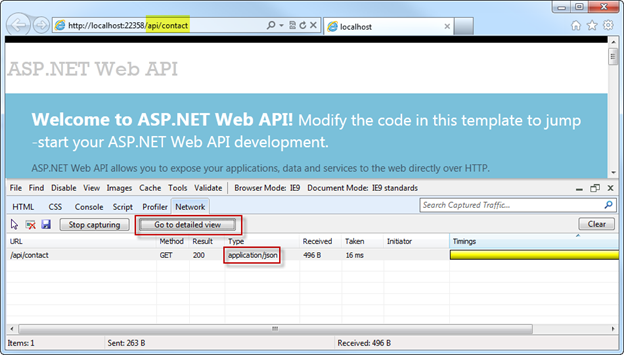 http://localhost:22358/api/contact
localhost
ASP.NET Web API
Welcome to ASP.NET Web API! Modify the code in this template to jump
-start your ASP.NET Web API development.
ASP.NET Web API allows you to expose your applications, data and services to the web directly over HTTP.
File Find Disable View Images Cache Tools Validate Browser Mode: IE9 Document Mode: IE9 standards
HTML CSS Console Script Profiler Network Search Captured Traffic...
Stop capturing Go to detailed view Clear
URL Method Result Type Received Taken Initiator Timings
/api/contact GET 200 application/json 496 B 16 ms
Items: 1 Sent: 263 B Received: 496 B